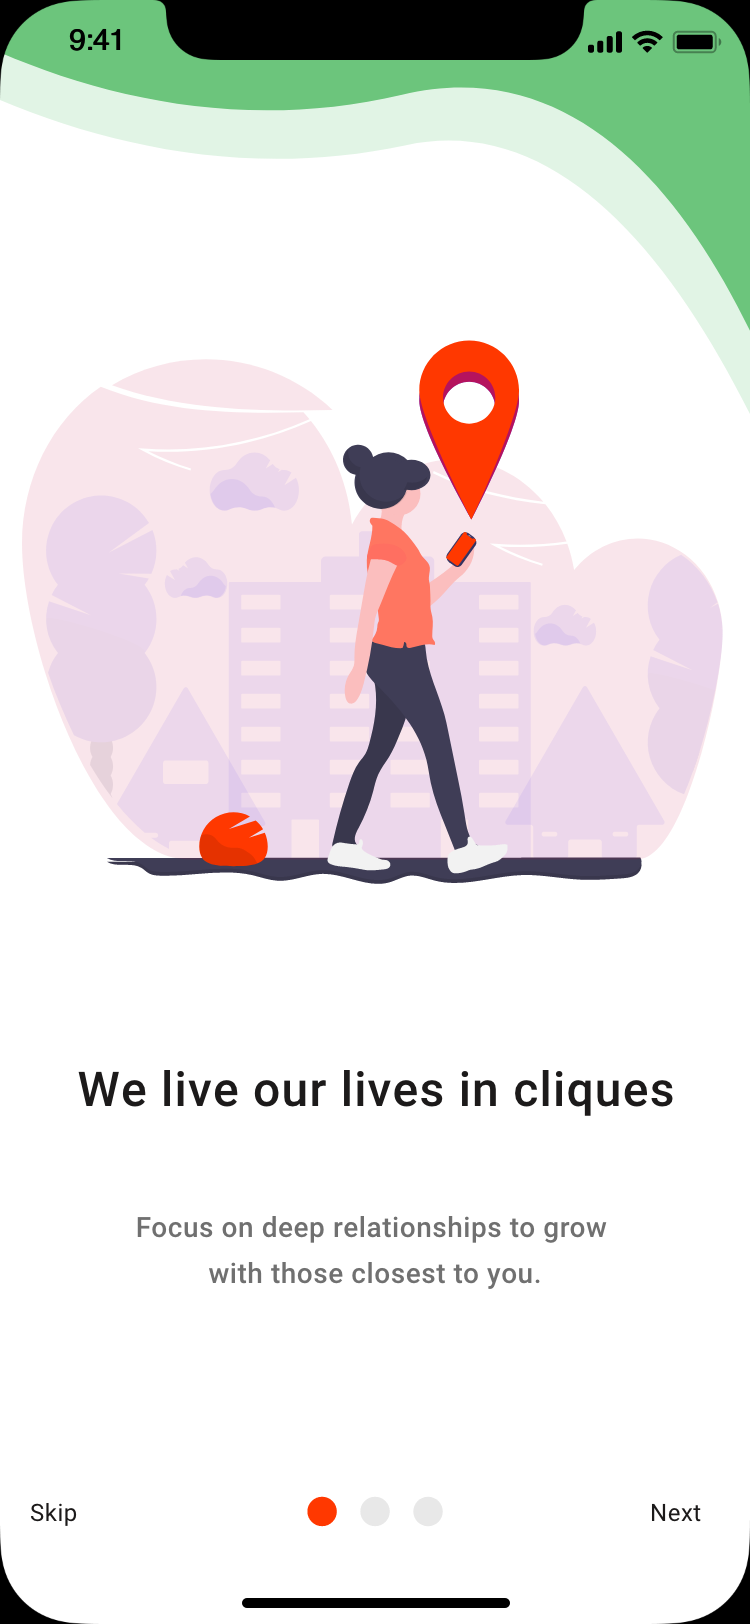 9:41
We live our lives in cliques
Focus on deep relationships to grow
with those closest to you.
Skip
Next